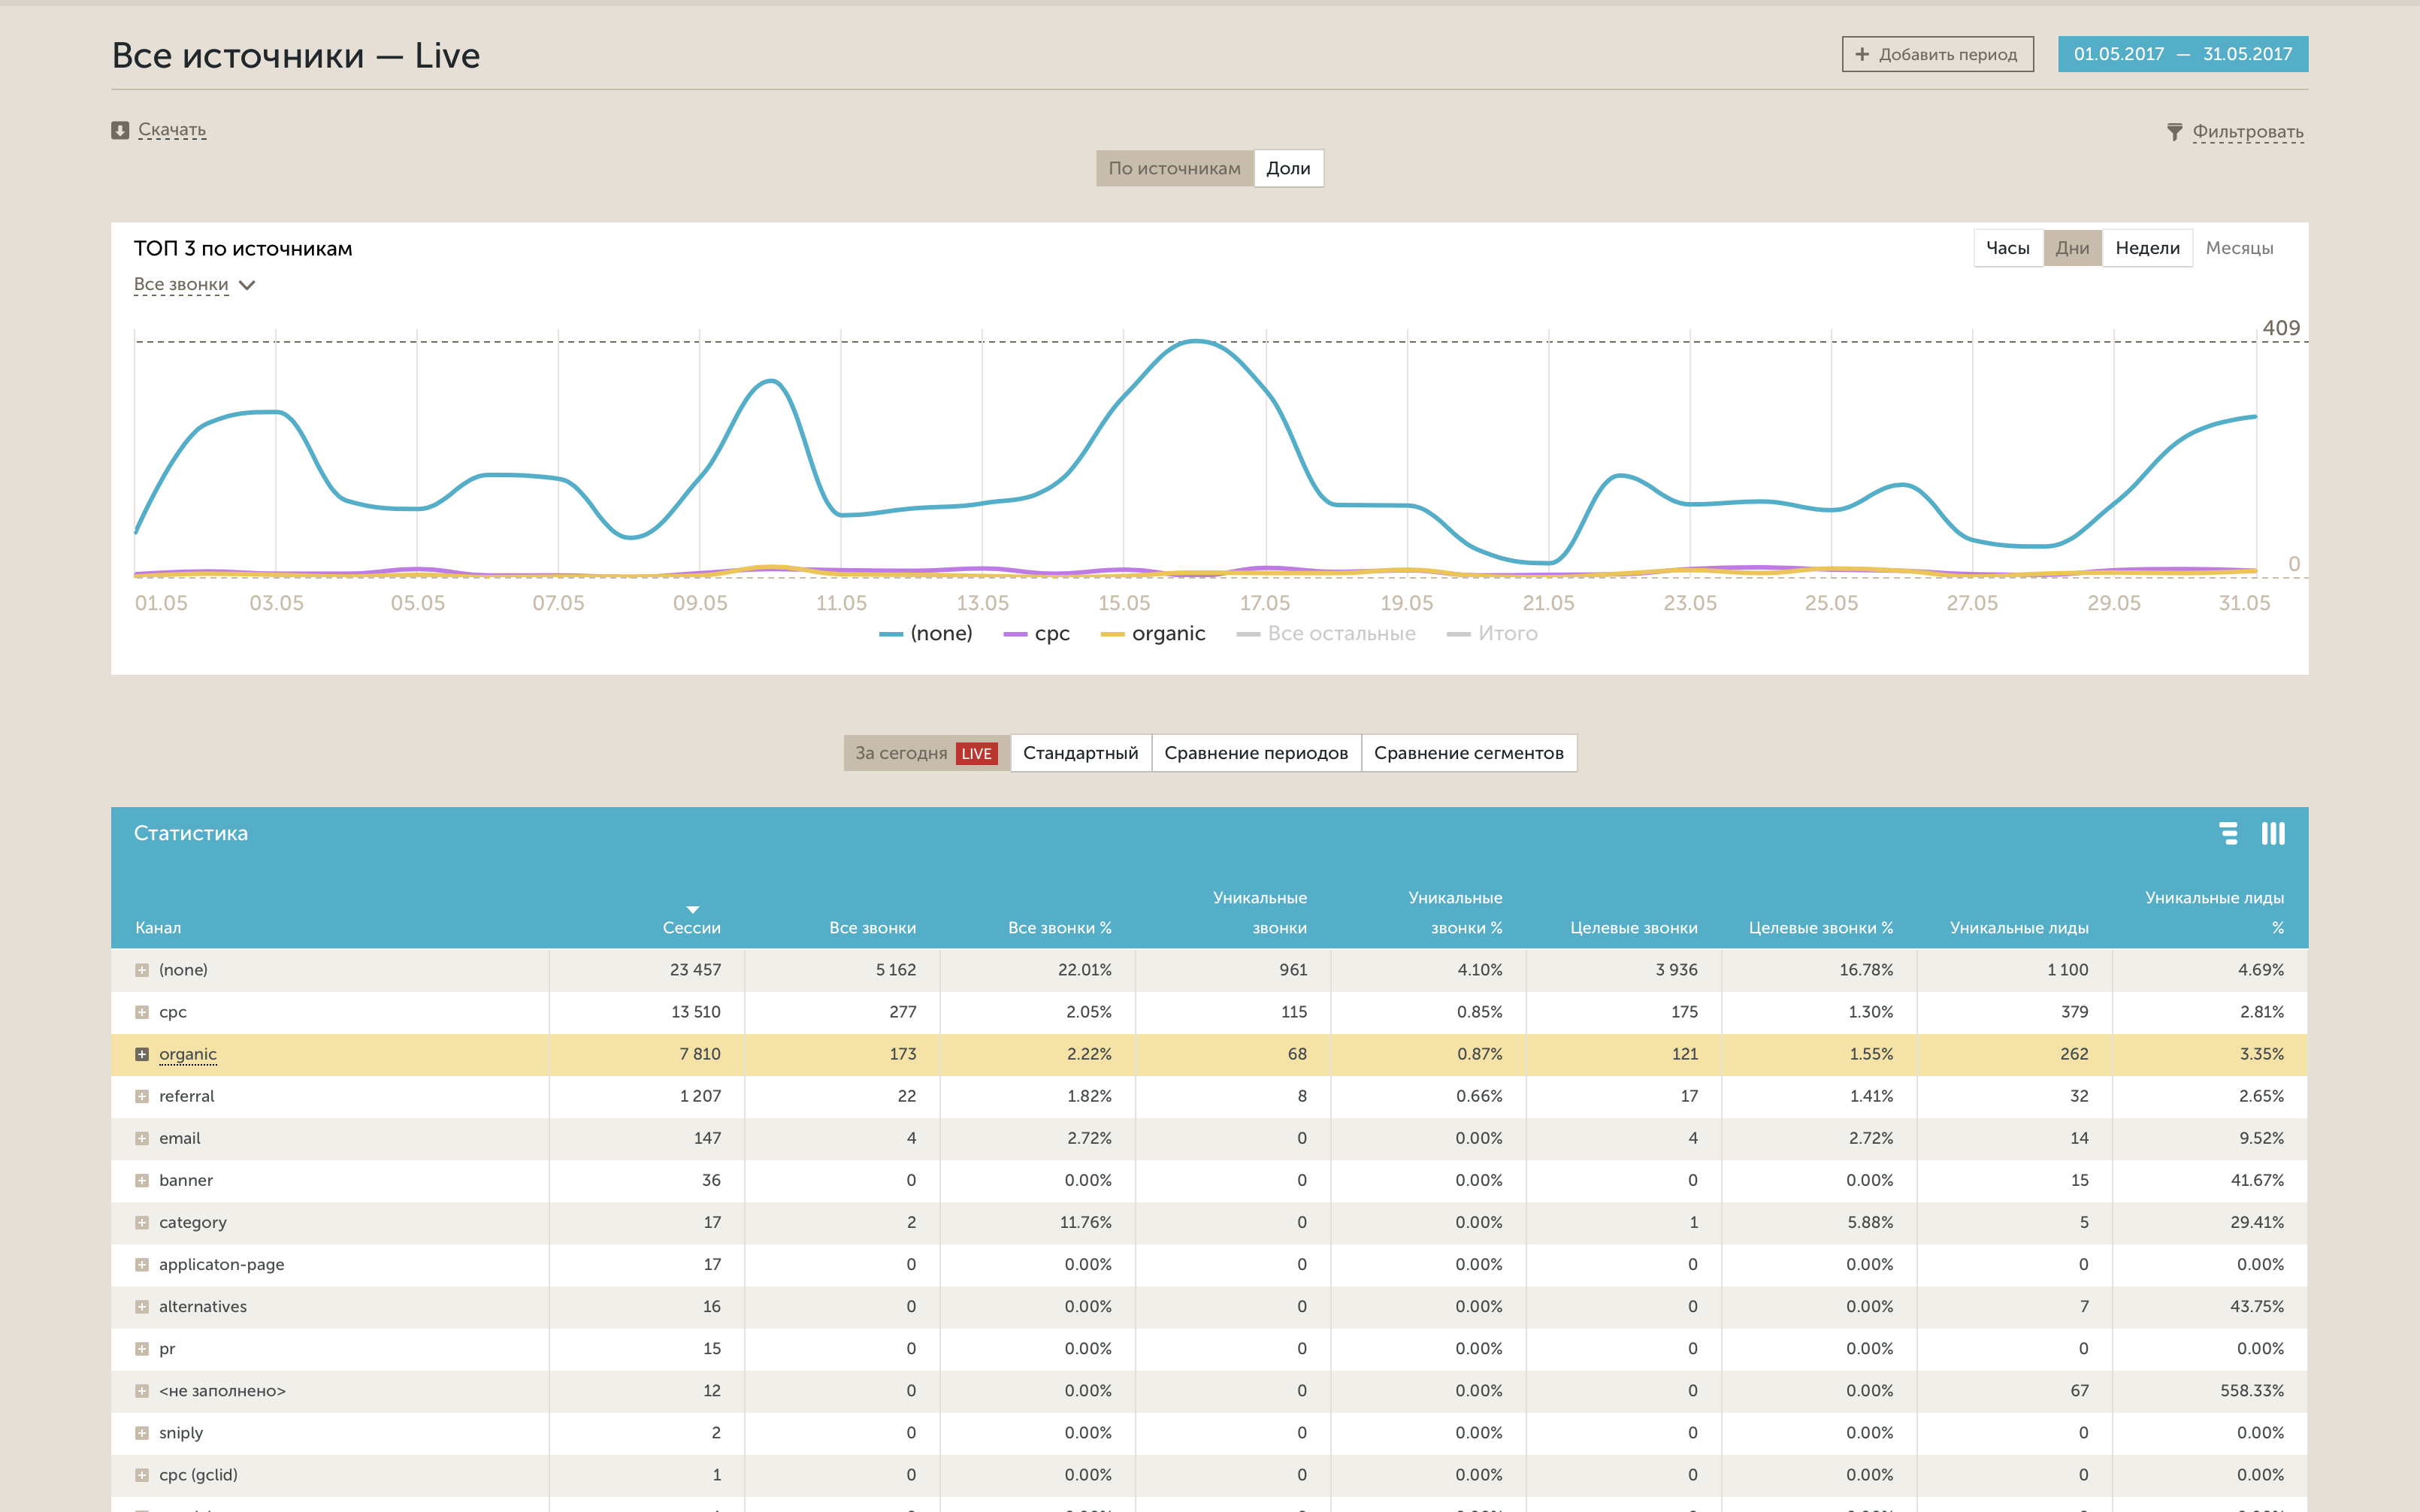 Все источники — Live
Добавить период
01.05.2017 — 31.05.2017
Скачать
Фильтровать
По источникам Доли
ТОП 3 по источникам
Часы Дни Недели Месяцы
Все звонки
409
0
01.05 03.05 05.05 07.05 09.05 11.05 13.05 15.05 17.05 19.05 21.05 23.05 25.05 27.05 29.05 31.05
(none) cpc organic Все остальные Итого
За сегодня LIVE Стандартный Сравнение периодов Сравнение сегментов
Статистика
Канал Сессии Все звонки Все звонки % Уникальные звонки Уникальные звонки % Целевые звонки Целевые звонки % Уникальные лиды Уникальные лиды %
(none) 23 457 5 162 22.01% 961 4.10% 3 936 16.78% 1 100 4.69%
cpc 13 510 277 2.05% 115 0.85% 175 1.30% 379 2.81%
organic 7 810 173 2.22% 68 0.87% 121 1.55% 262 3.35%
referral 1 207 22 1.82% 8 0.66% 17 1.41% 32 2.65%
email 147 4 2.72% 0 0.00% 4 2.72% 14 9.52%
banner 36 0 0.00% 0 0.00% 0 0.00% 15 41.67%
category 17 2 11.76% 0 0.00% 1 5.88% 5 29.41%
applicaton-page 17 0 0.00% 0 0.00% 0 0.00% 0 0.00%
alternatives 16 0 0.00% 0 0.00% 0 0.00% 7 43.75%
pr 15 0 0.00% 0 0.00% 0 0.00% 0 0.00%
<не заполнено> 12 0 0.00% 0 0.00% 0 0.00% 67 558.33%
sniply 2 0 0.00% 0 0.00% 0 0.00% 0 0.00%
cpc (gclid) 1 0 0.00% 0 0.00% 0 0.00% 0 0.00%